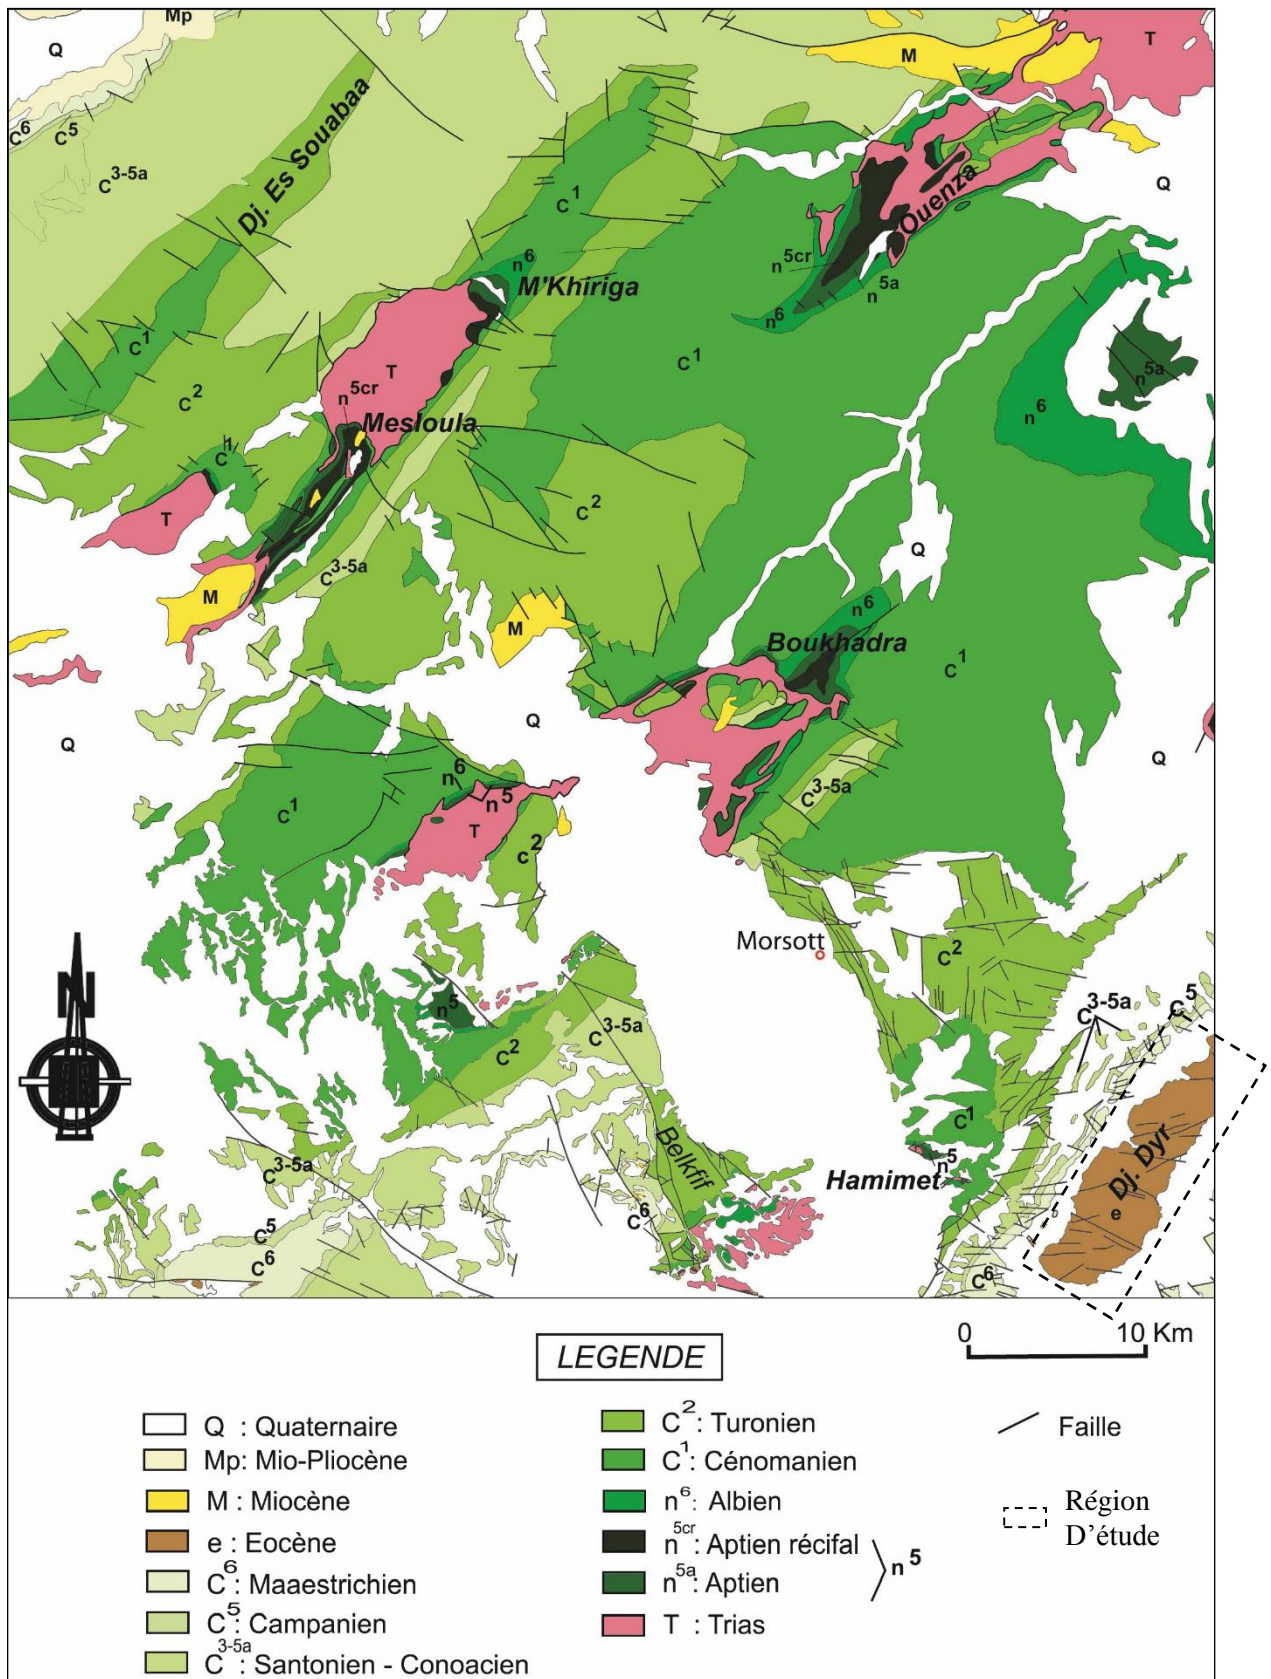 Mp
Q
M
T
C6
C5
C3-5a
Dj. Es Souabaa
C1
n6
M'Khiriga
Ouenza
Q
n5cr
n5a
n6
C1
C1
T
n5cr
C2
Mesloula
n5a
n6
C1
T
C2
C3-5a
M
Q
n6
M
Boukhadra
C1
Q
Q
Q
n6
n5
C1
T
c2
C3-5a
Morsott
C2
n5
C3-5a
C5
C3-5a
C2
N
C1
n5
Belkfif
Hamimet
Dj. Dyr
e
C3-5a
C5
C6
C6
C6
0 10 Km
LEGENDE
Q : Quaternaire
Mp: Mio-Pliocène
M : Miocène
e : Eocène
C6 : Maaestrichien
C5 : Campanien
C3-5a : Santonien - Conoacien
C2 : Turonien
C1 : Cénomanien
n6 : Albien
n5cr : Aptien récifal
n5a : Aptien
n5
T : Trias
Faille
Région
D'étude